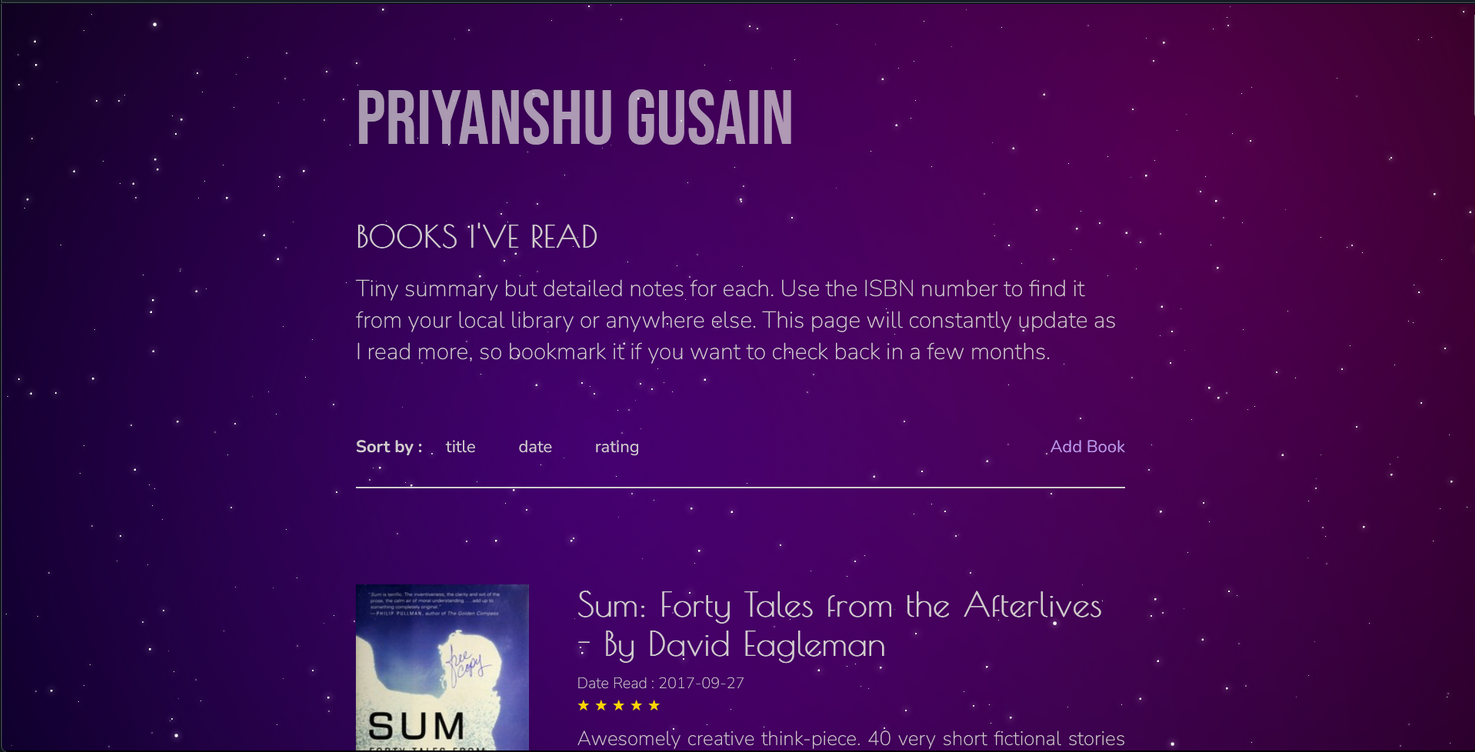 PRIYANSHU GUSAIN
BOOKS I'VE READ
Tiny summary but detailed notes for each. Use the ISBN number to find it
from your local library or anywhere else. This page will constantly update as
I read more, so bookmark it if you want to check back in a few months.
Sort by : title date rating Add Book
"Sum is terrific. The inventiveness, the clarity and wit of the
prose, the calm air of moral understanding . . . add up to
something completely original."
—PHILIP PULLMAN, author of The Golden Compass
free
copy
SUM
FORTY TALES FROM
Sum: Forty Tales from the Afterlives
- By David Eagleman
Date Read : 2017-09-27
★ ★ ★ ★ ★
Awesomely creative think-piece. 40 very short fictional stories